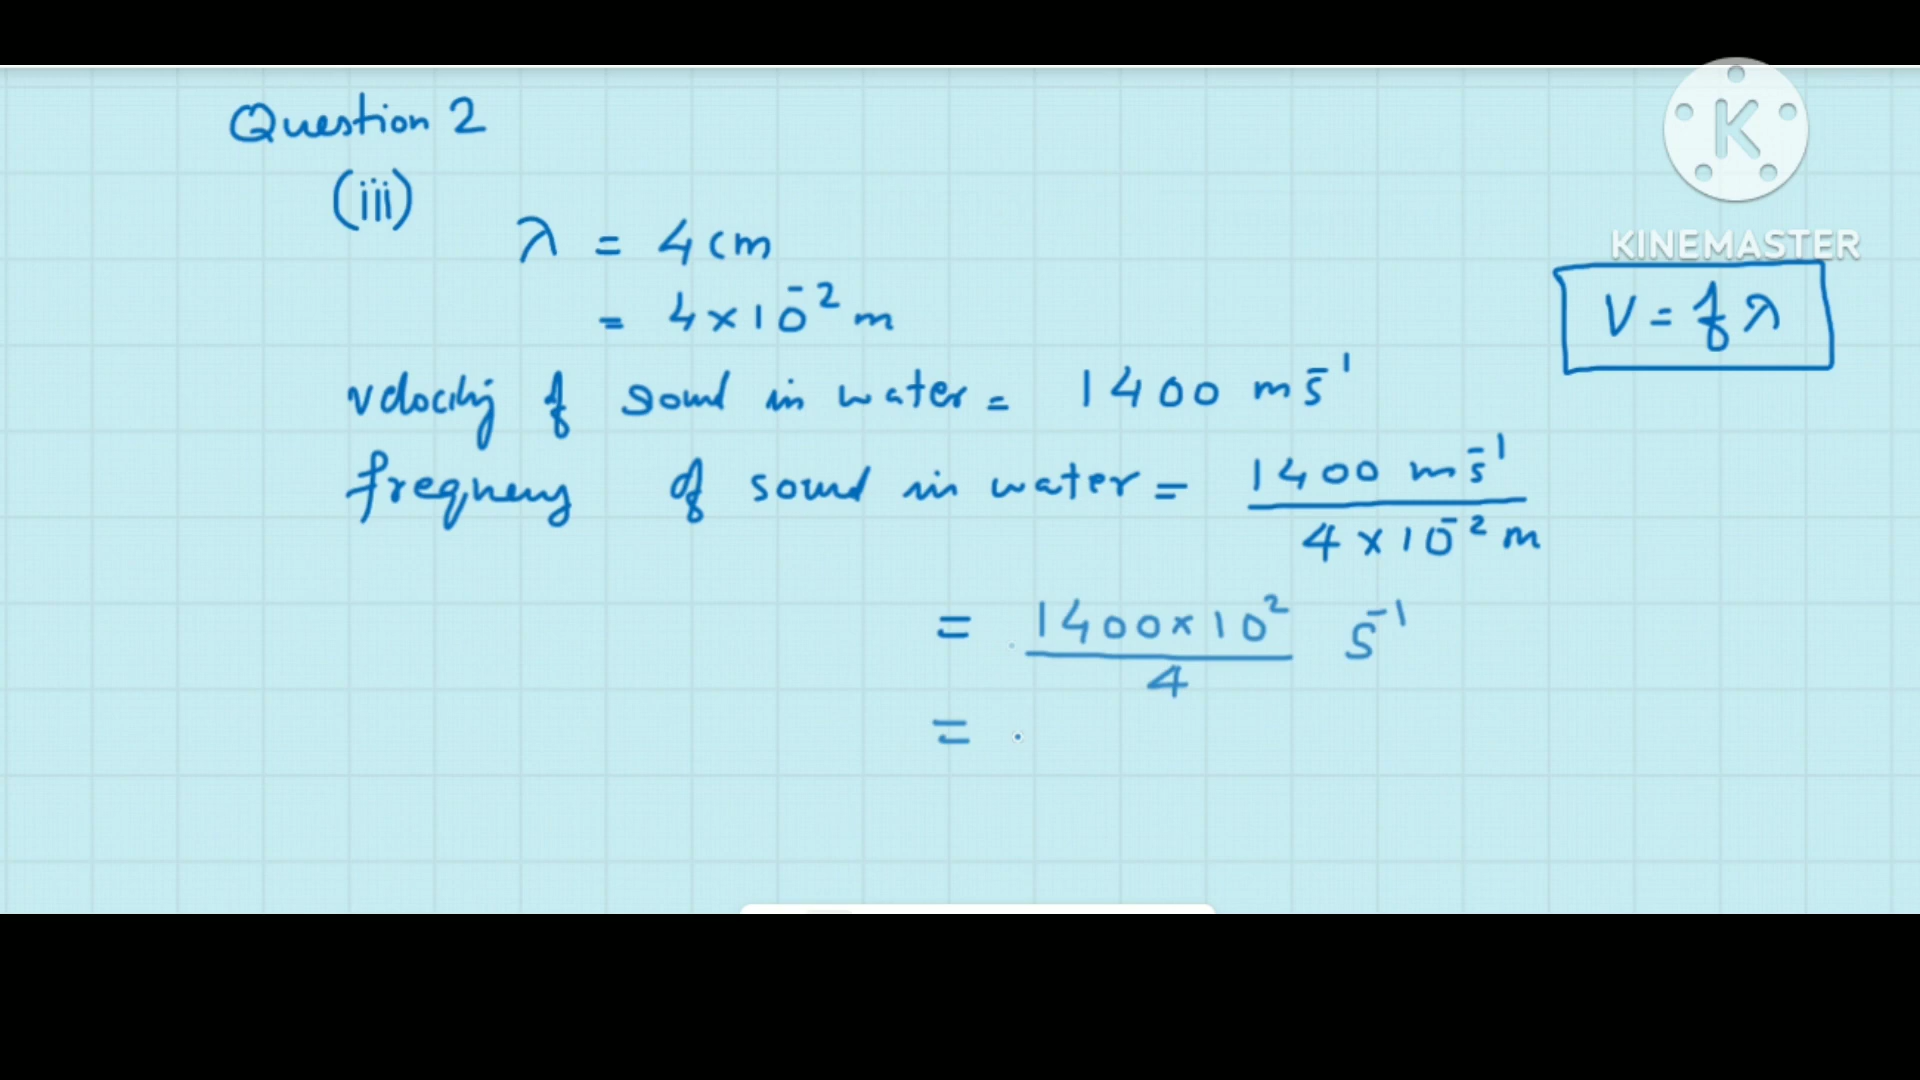 Question 2
(iii)
λ = 4 cm
= 4 × 10⁻² m
velocity of sound in water = 1400 ms⁻¹
frequency of sound in water = 1400 ms⁻¹ / 4 × 10⁻² m
= 1400 × 10² / 4 s⁻¹
=
K
KINEMASTER
V = f λ